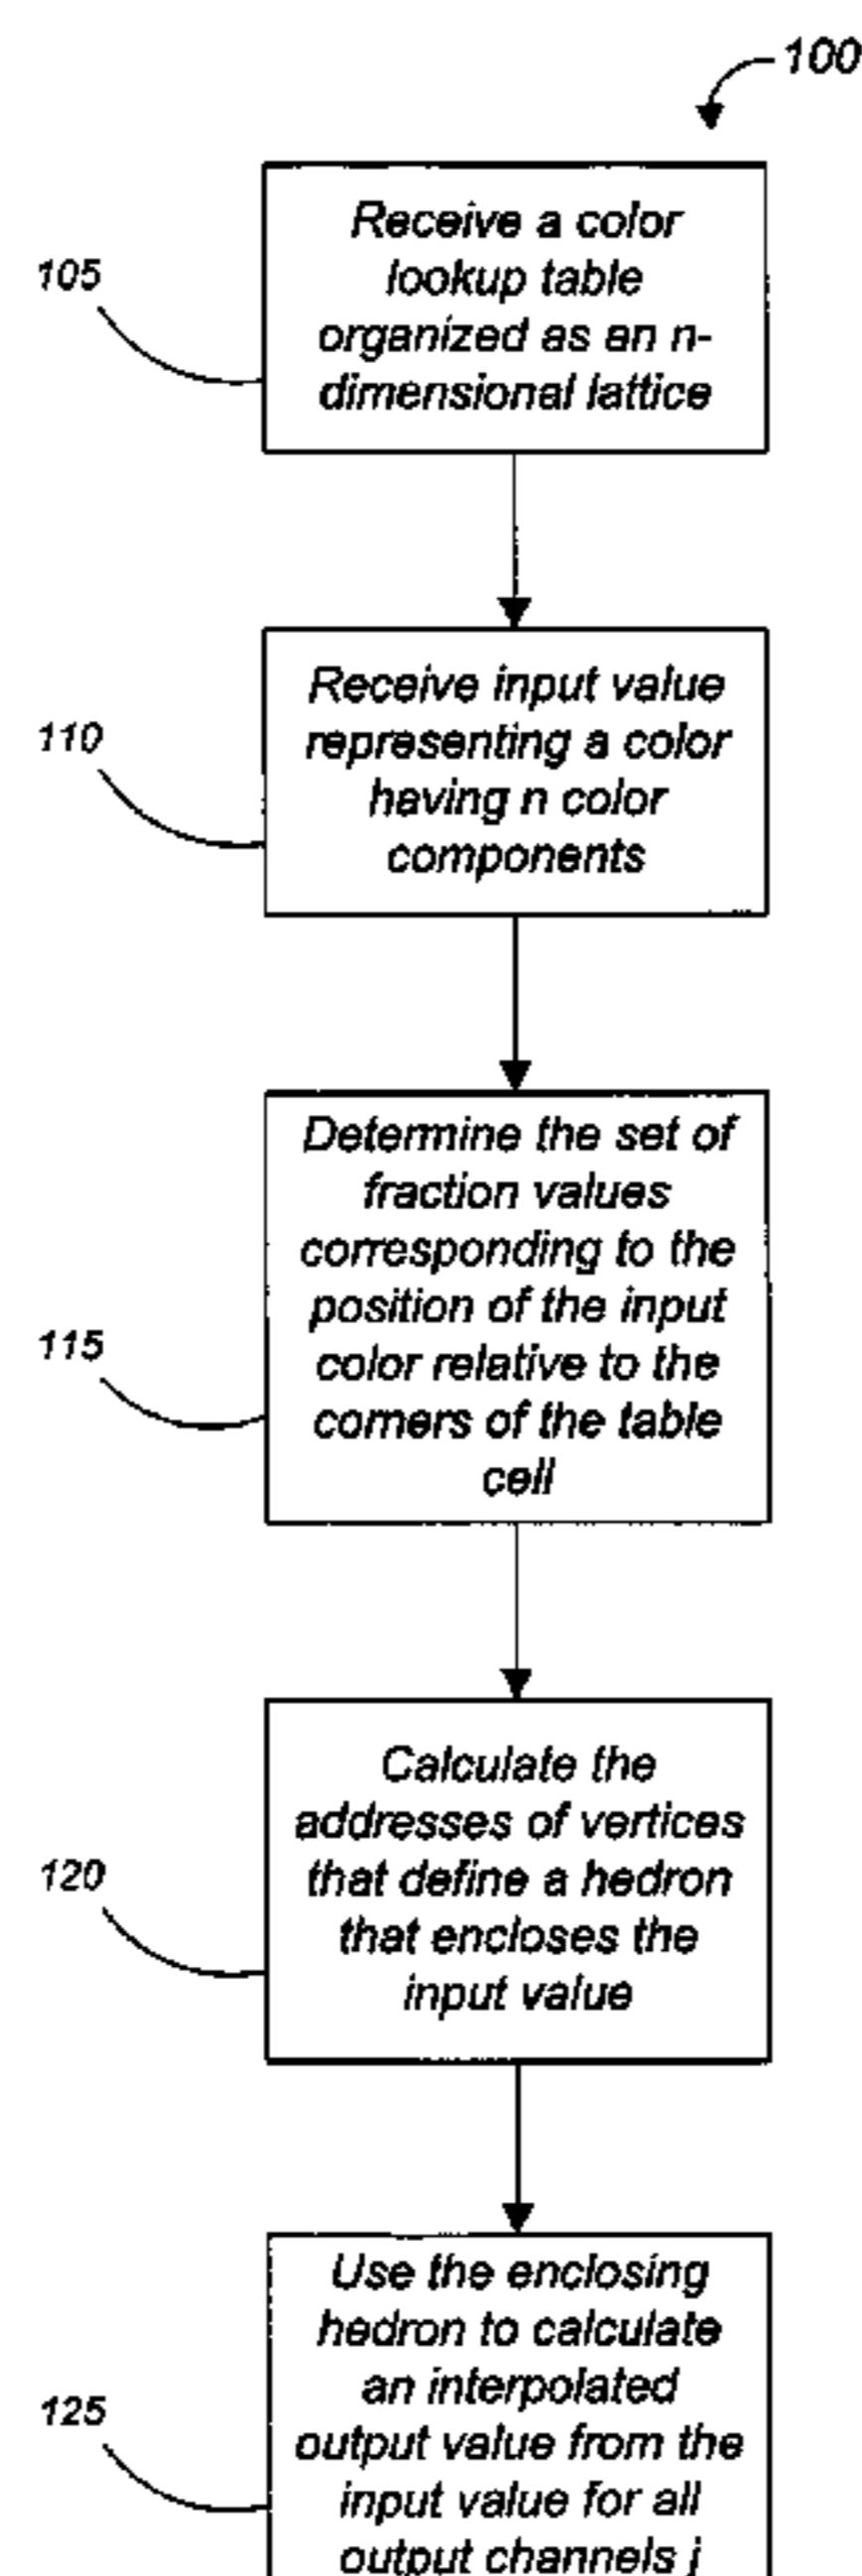 100
105
Receive a color
lookup table
organized as an n-
dimensional lattice
110
Receive input value
representing a color
having n color
components
115
Determine the set of
fraction values
corresponding to the
position of the input
color relative to the
corners of the table
cell
120
Calculate the
addresses of vertices
that define a hedron
that encloses the
input value
125
Use the enclosing
hedron to calculate
an interpolated
output value from the
input value for all
output channels j